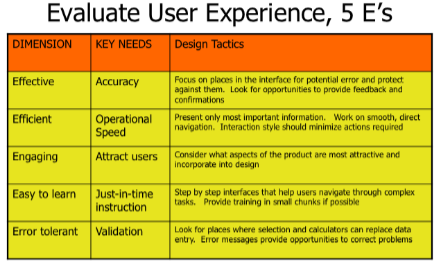 Evaluate User Experience, 5 E's
DIMENSION KEY NEEDS Design Tactics
Effective Accuracy Focus on places in the interface for potential error and protect
against them. Look for opportunities to provide feedback and
confirmations
Efficient Operational Present only most important information. Work on smooth, direct
Speed navigation. Interaction style should minimize actions required
Engaging Attract users Consider what aspects of the product are most attractive and
incorporate into design
Easy to learn Just-in-time Step by step interfaces that help users navigate through complex
instruction tasks. Provide training in small chunks if possible
Error tolerant Validation Look for places where selection and calculators can replace data
entry. Error messages provide opportunities to correct problems